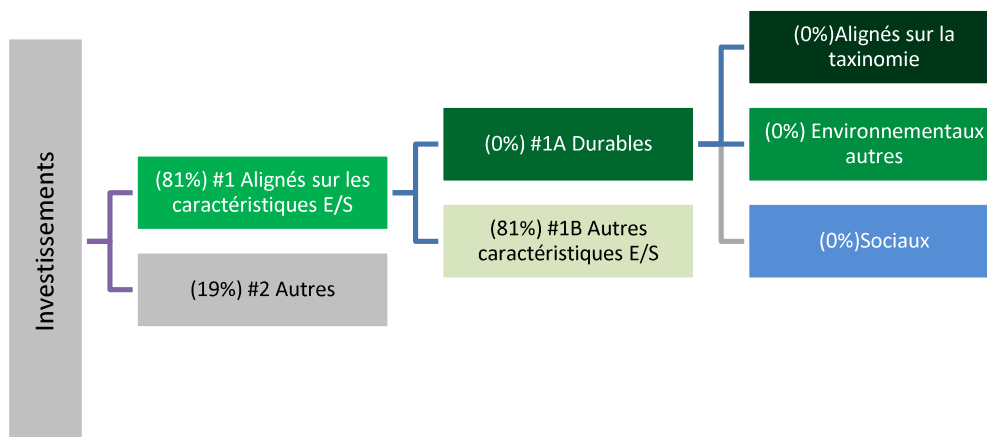 Investissements
(81%) #1 Alignés sur les
caractéristiques E/S
(19%) #2 Autres
(0%) #1A Durables
(81%) #1B Autres
caractéristiques E/S
(0%)Alignés sur la
taxinomie
(0%) Environnementaux
autres
(0%)Sociaux